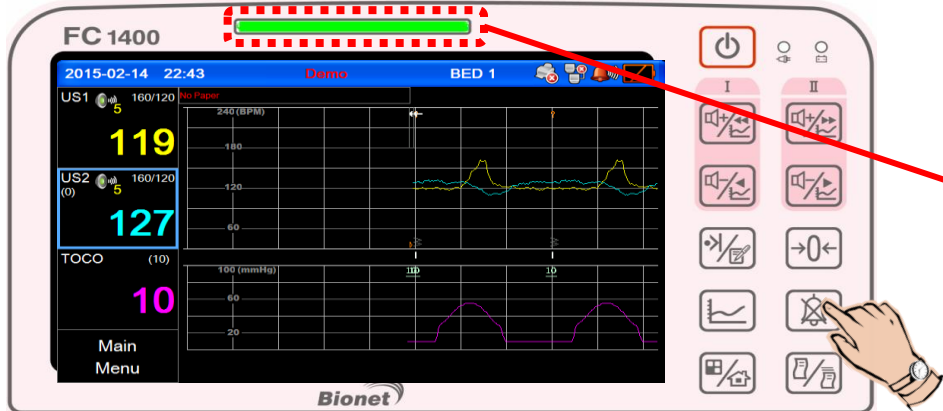 FC 1400
2015-02-14 22:43 Demo BED 1
US1 5 160/120
119
US2 5 160/120
(0)
127
TOCO (10)
10
Main
Menu
No Paper
240 (BPM)
180
120
60
100 (mmHg)
10
60
20
I II
Bionet